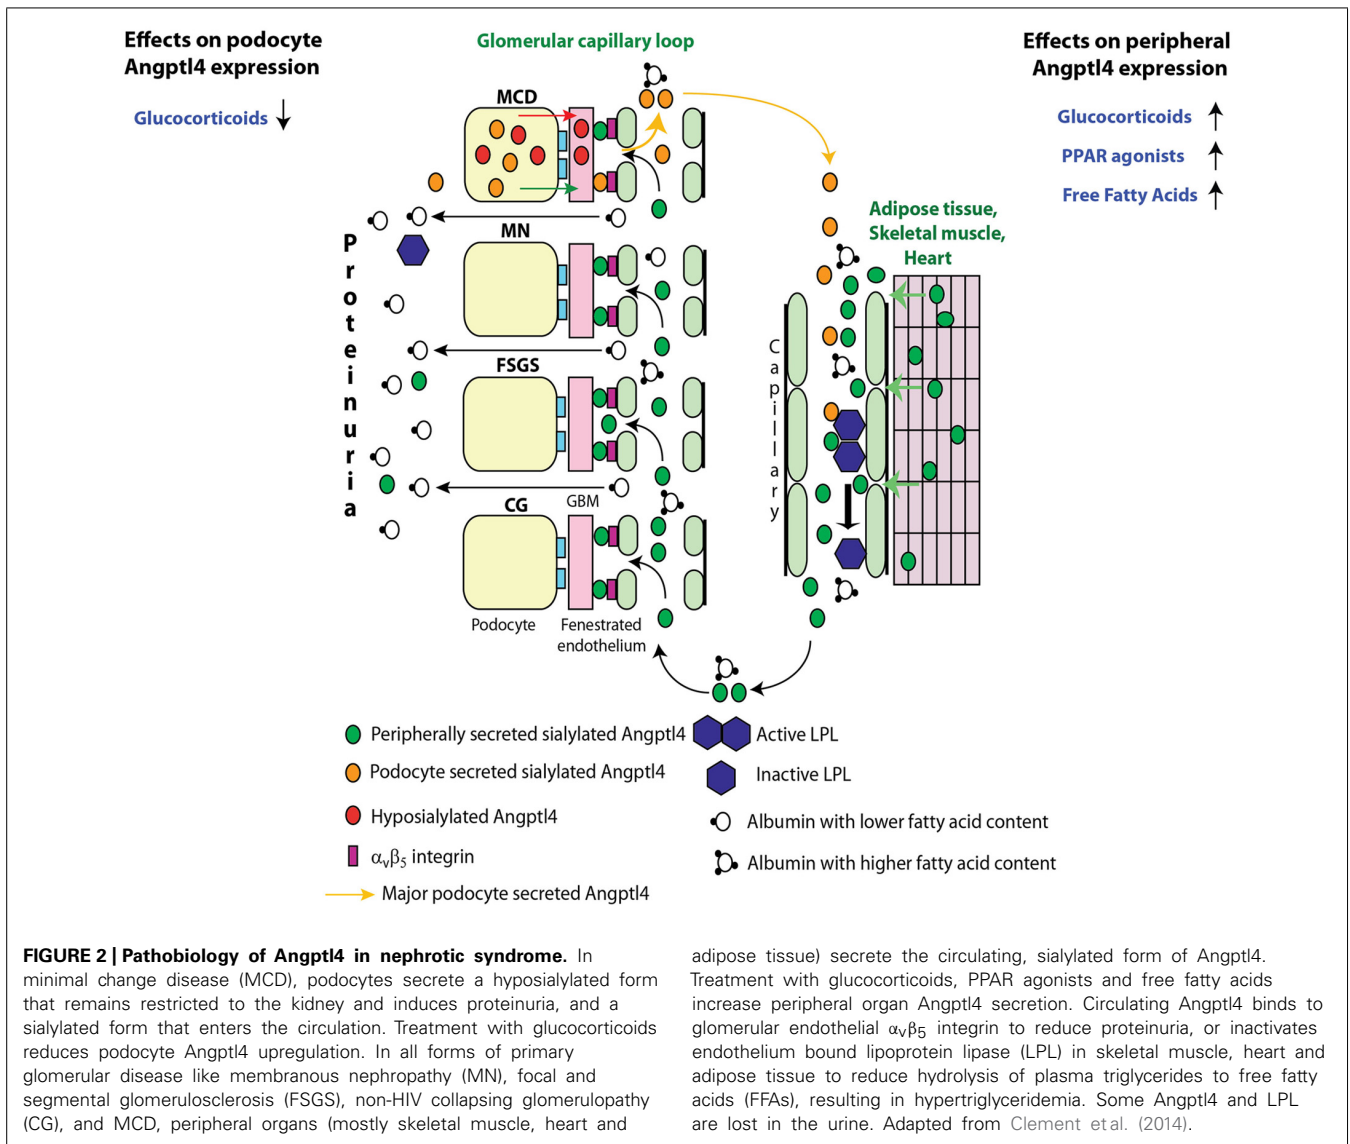 Effects on podocyte
Angptl4 expression
Glucocorticoids
Glomerular capillary loop
Effects on peripheral
Angptl4 expression
Glucocorticoids
PPAR agonists
Free Fatty Acids
MCD
MN
FSGS
CG
GBM
Podocyte
Fenestrated
endothelium
Proteinuria
Adipose tissue,
Skeletal muscle,
Heart
Capillary
Peripherally secreted sialylated Angptl4
Podocyte secreted sialylated Angptl4
Hyposialylated Angptl4
αvβ5 integrin
Major podocyte secreted Angptl4
Active LPL
Inactive LPL
Albumin with lower fatty acid content
Albumin with higher fatty acid content
FIGURE 2 | Pathobiology of Angptl4 in nephrotic syndrome. In
minimal change disease (MCD), podocytes secrete a hyposialylated form
that remains restricted to the kidney and induces proteinuria, and a
sialylated form that enters the circulation. Treatment with glucocorticoids
reduces podocyte Angptl4 upregulation. In all forms of primary
glomerular disease like membranous nephropathy (MN), focal and
segmental glomerulosclerosis (FSGS), non-HIV collapsing glomerulopathy
(CG), and MCD, peripheral organs (mostly skeletal muscle, heart and
adipose tissue) secrete the circulating, sialylated form of Angptl4.
Treatment with glucocorticoids, PPAR agonists and free fatty acids
increase peripheral organ Angptl4 secretion. Circulating Angptl4 binds to
glomerular endothelial αvβ5 integrin to reduce proteinuria, or inactivates
endothelium bound lipoprotein lipase (LPL) in skeletal muscle, heart and
adipose tissue to reduce hydrolysis of plasma triglycerides to free fatty
acids (FFAs), resulting in hypertriglyceridemia. Some Angptl4 and LPL
are lost in the urine. Adapted from Clement et al. (2014).